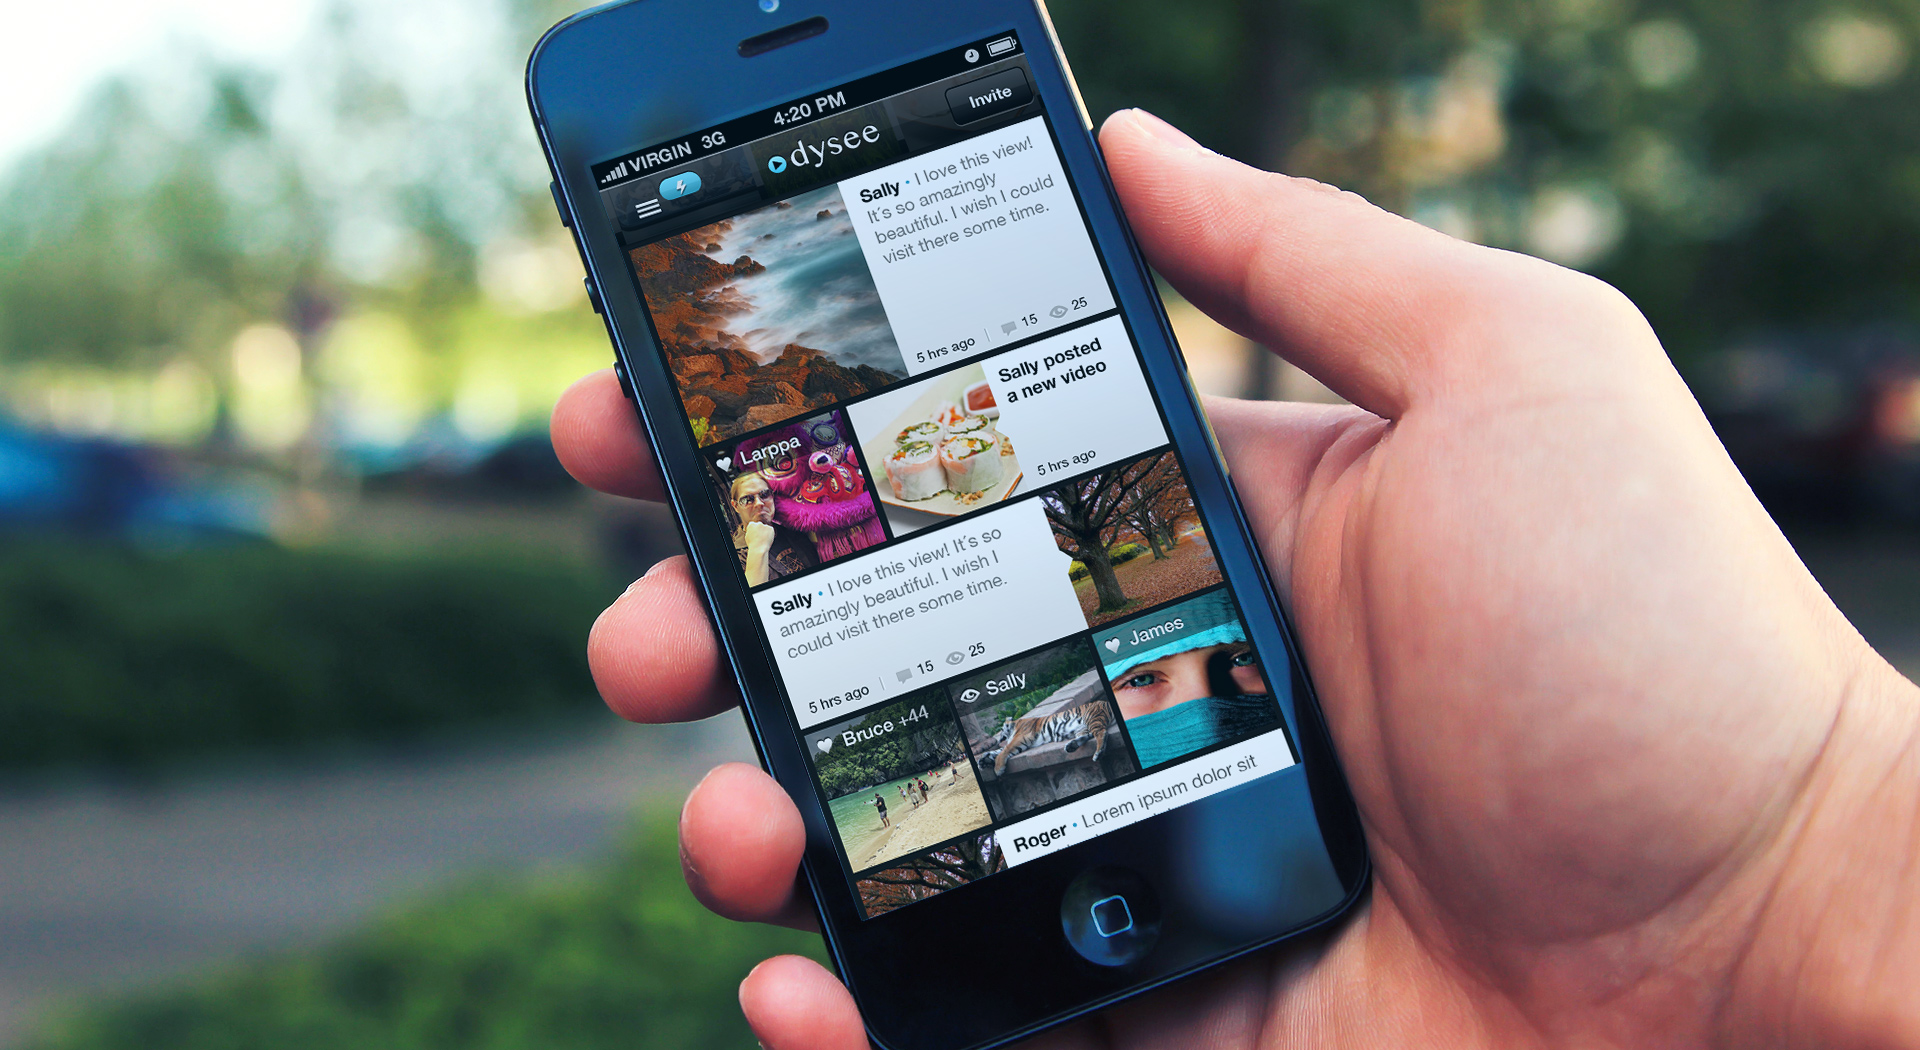 VIRGIN 3G 4:20 PM
dysee
Invite
Sally • I love this view!
It´s so amazingly
beautiful. I wish I could
visit there some time.
5 hrs ago | 15 25
Larppa
Sally posted
a new video
5 hrs ago
Sally • I love this view! It´s so
amazingly beautiful. I wish I
could visit there some time.
5 hrs ago | 15 25
Bruce +44
Sally
James
Roger • Lorem ipsum dolor sit